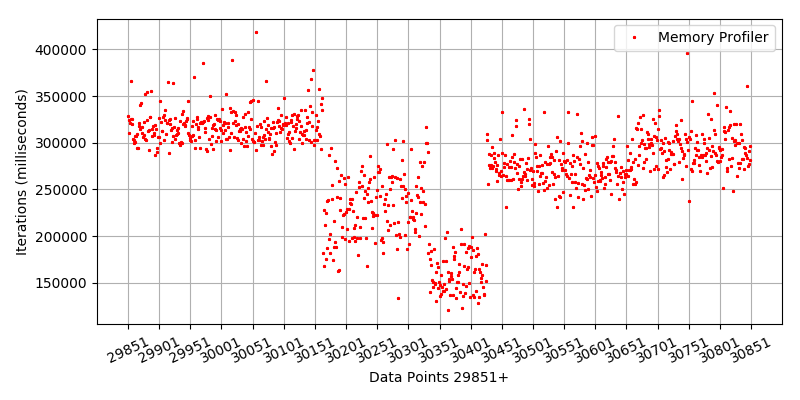 Memory Profiler
Iterations (milliseconds)
400000
350000
300000
250000
200000
150000
29851 29901 29951 30001 30051 30101 30151 30201 30251 30301 30351 30401 30451 30501 30551 30601 30651 30701 30751 30801 30851
Data Points 29851+